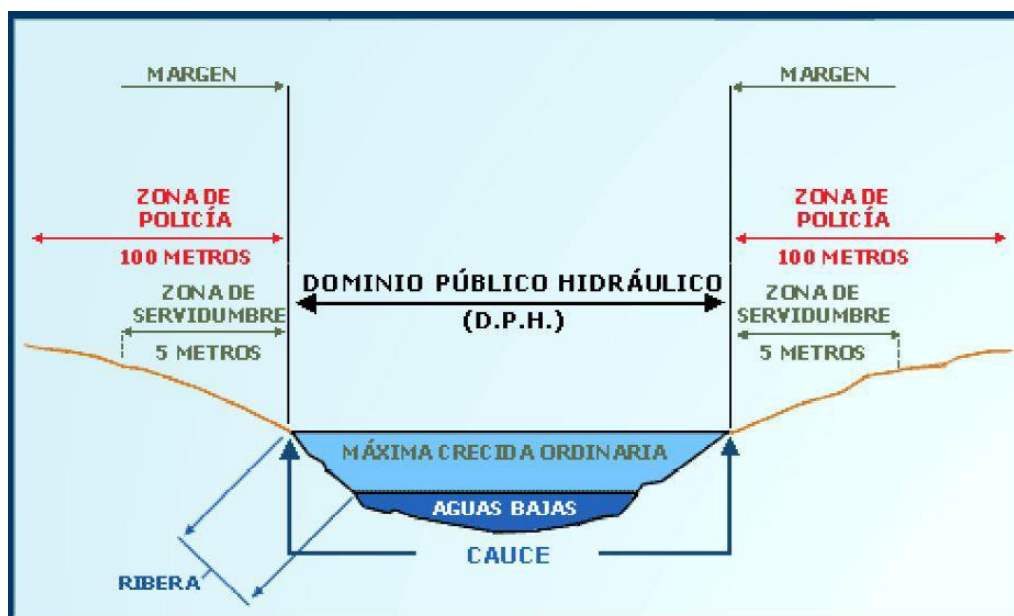 MARGEN
MARGEN
ZONA DE
POLICÍA
100 METROS
ZONA DE
POLICÍA
100 METROS
DOMINIO PÚBLICO HIDRÁULICO
(D.P.H.)
ZONA DE
SERVIDUMBRE
5 METROS
ZONA DE
SERVIDUMBRE
5 METROS
MÁXIMA CRECIDA ORDINARIA
AGUAS BAJAS
CAUCE
RIBERA